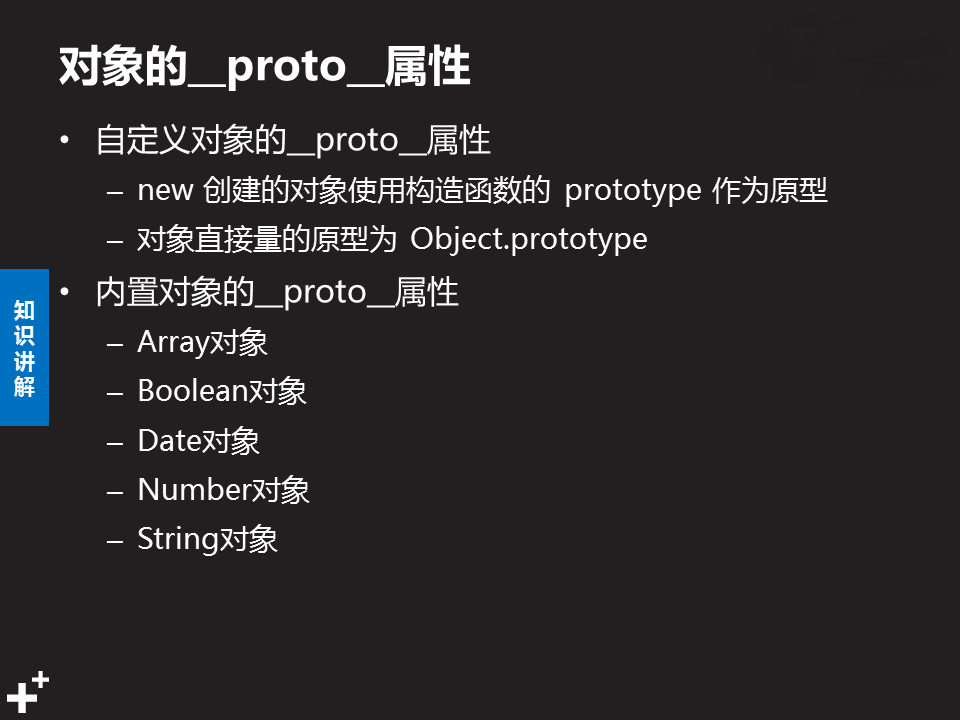 对象的__proto__属性
• 自定义对象的__proto__属性
– new 创建的对象使用构造函数的 prototype 作为原型
– 对象直接量的原型为 Object.prototype
• 内置对象的__proto__属性
– Array对象
– Boolean对象
– Date对象
– Number对象
– String对象
知识讲解